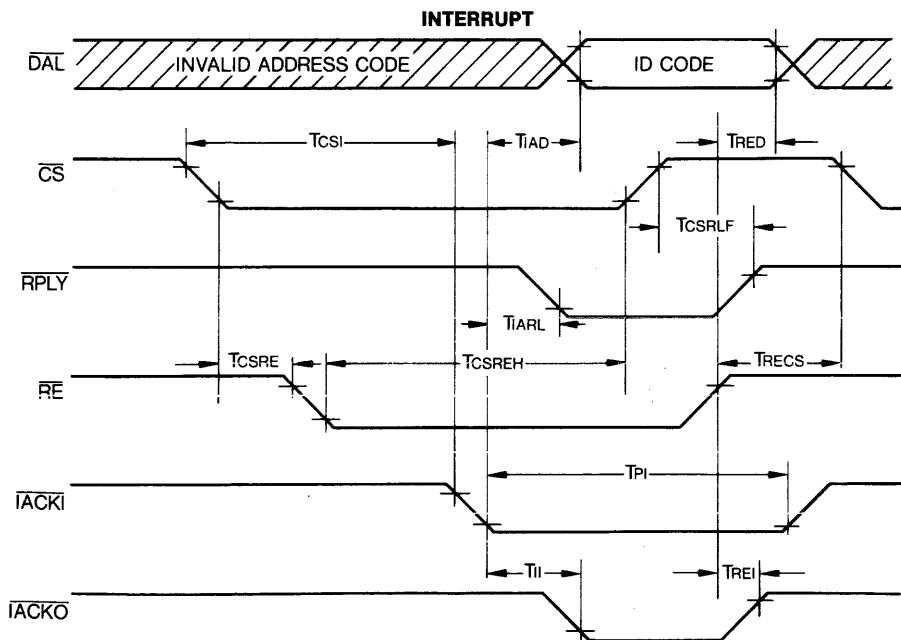 INTERRUPT
DAL
INVALID ADDRESS CODE
ID CODE
TCSI
TIAD
TRED
CS
TCSRLF
RPLY
TIARL
TCSRE
TCSREH
TRECS
RE
TPI
IACKI
TII
TREI
IACKO